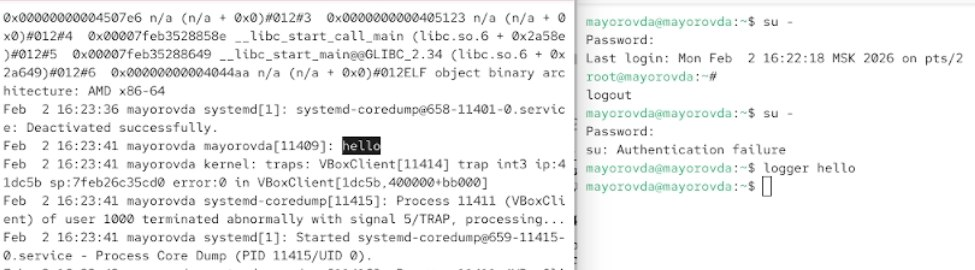 0x00000000004507e6 n/a (n/a + 0x0)#012#3  0x0000000000405123 n/a (n/a + 0
x0)#012#4  0x00007feb3528858e __libc_start_call_main (libc.so.6 + 0x2a58e
)#012#5  0x00007feb35288649 __libc_start_main@@GLIBC_2.34 (libc.so.6 + 0x
2a649)#012#6  0x00000000004044aa n/a (n/a + 0x0)#012ELF object binary arc
hitecture: AMD x86-64
Feb  2 16:23:36 mayorovda systemd[1]: systemd-coredump@658-11401-0.servic
e: Deactivated successfully.
Feb  2 16:23:41 mayorovda mayorovda[11409]: hello
Feb  2 16:23:41 mayorovda kernel: traps: VBoxClient[11414] trap int3 ip:4
1dc5b sp:7feb26c35cd0 error:0 in VBoxClient[1dc5b,400000+bb000]
Feb  2 16:23:41 mayorovda systemd-coredump[11415]: Process 11411 (VBoxCli
ent) of user 1000 terminated abnormally with signal 5/TRAP, processing...
Feb  2 16:23:41 mayorovda systemd[1]: Started systemd-coredump@659-11415-
0.service - Process Core Dump (PID 11415/UID 0).
mayorovda@mayorovda:~$ su -
Password:
Last login: Mon Feb  2 16:22:18 MSK 2026 on pts/2
root@mayorovda:~#
logout
mayorovda@mayorovda:~$ su -
Password:
su: Authentication failure
mayorovda@mayorovda:~$ logger hello
mayorovda@mayorovda:~$